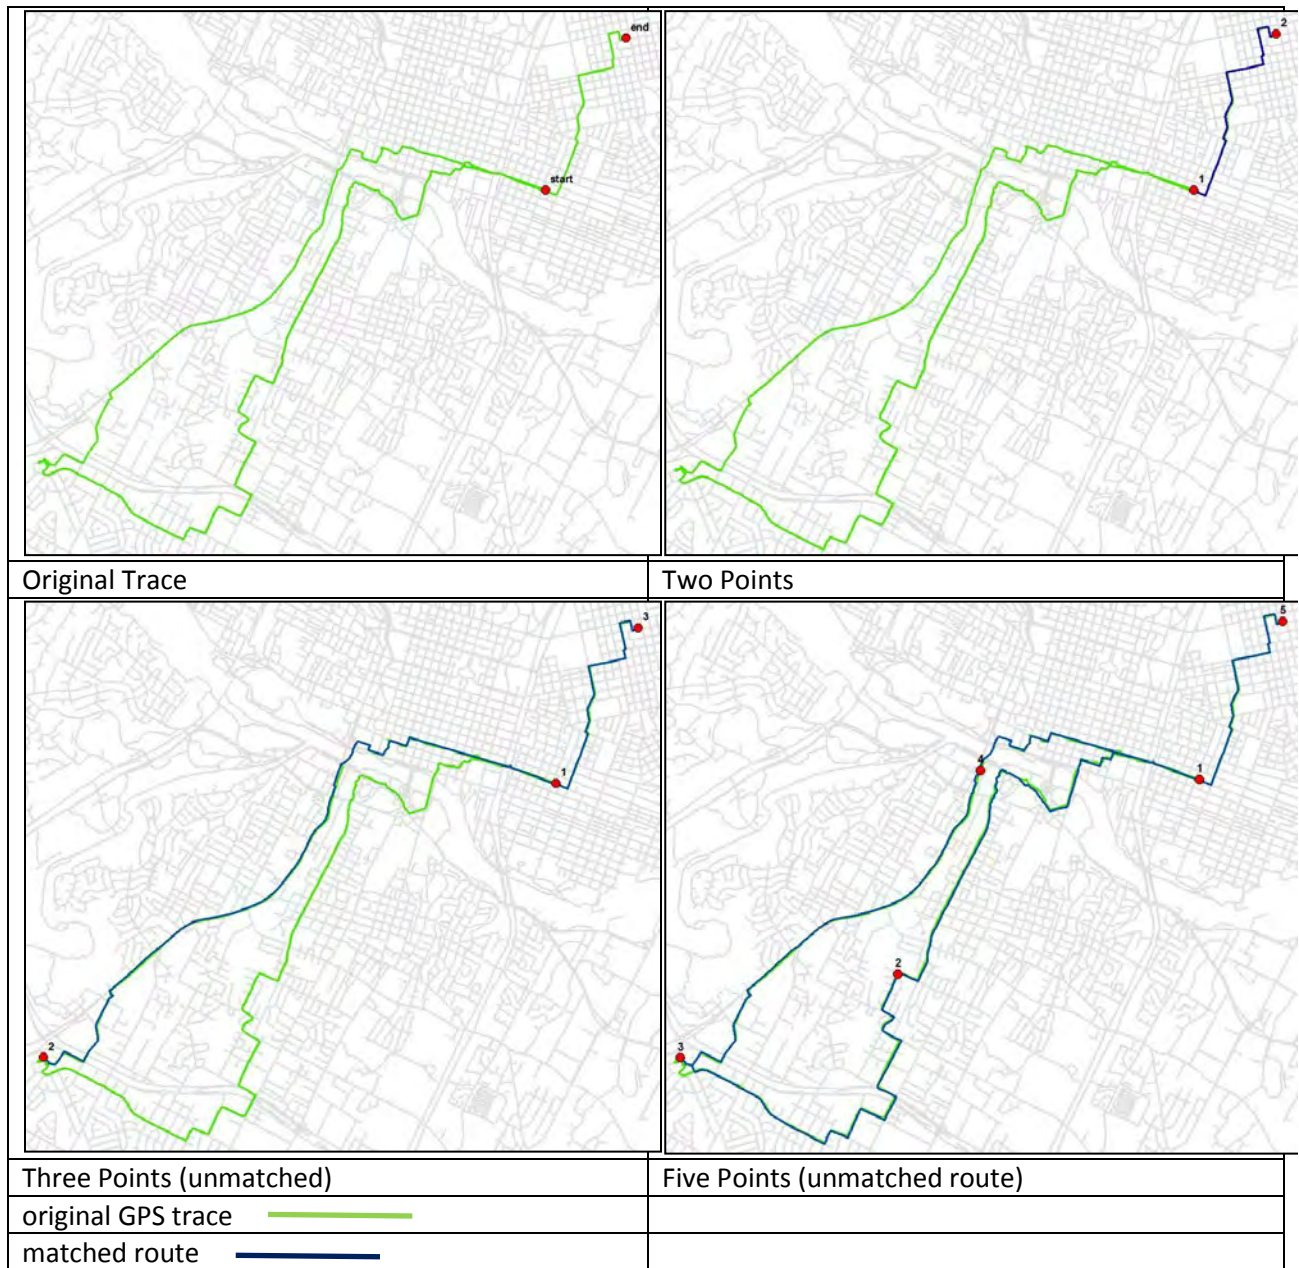 end
start
2
1
Original Trace
Two Points
3
1
2
5
4
1
2
3
Three Points (unmatched)
Five Points (unmatched route)
original GPS trace
matched route